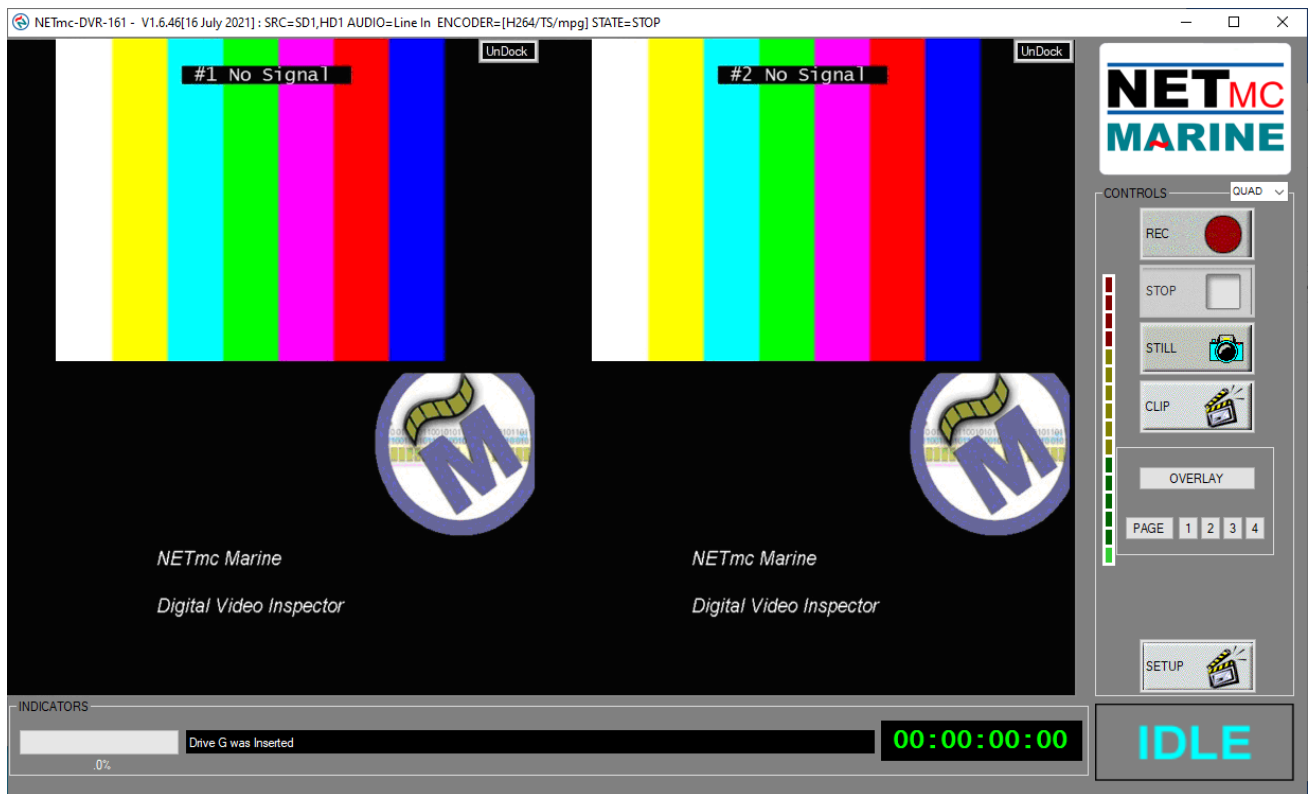 NETmc-DVR-161 - V1.6.46[16 July 2021] : SRC=SD1,HD1 AUDIO=Line In ENCODER=[H264/TS/mpg] STATE=STOP
UnDock
#1 No Signal
UnDock
#2 No Signal
NETmc
MARINE
CONTROLS
QUAD
REC
STOP
STILL
CLIP
OVERLAY
PAGE 1 2 3 4
SETUP
NETmc Marine
Digital Video Inspector
NETmc Marine
Digital Video Inspector
INDICATORS
Drive G was Inserted
.0%
00:00:00:00
IDLE